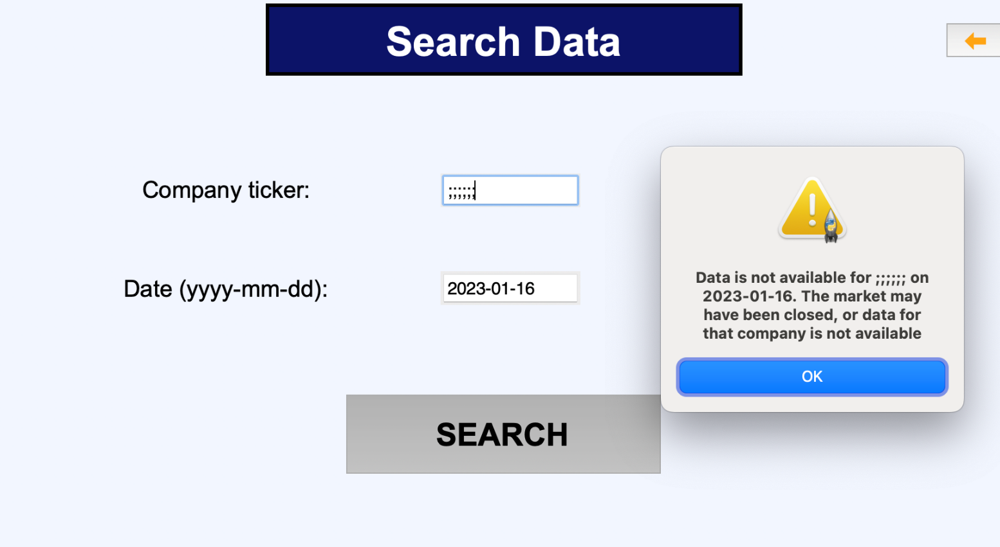 Search Data
Company ticker:
;;;;;;
Date (yyyy-mm-dd):
2023-01-16
SEARCH
Data is not available for ;;;;;; on
2023-01-16. The market may
have been closed, or data for
that company is not available
OK